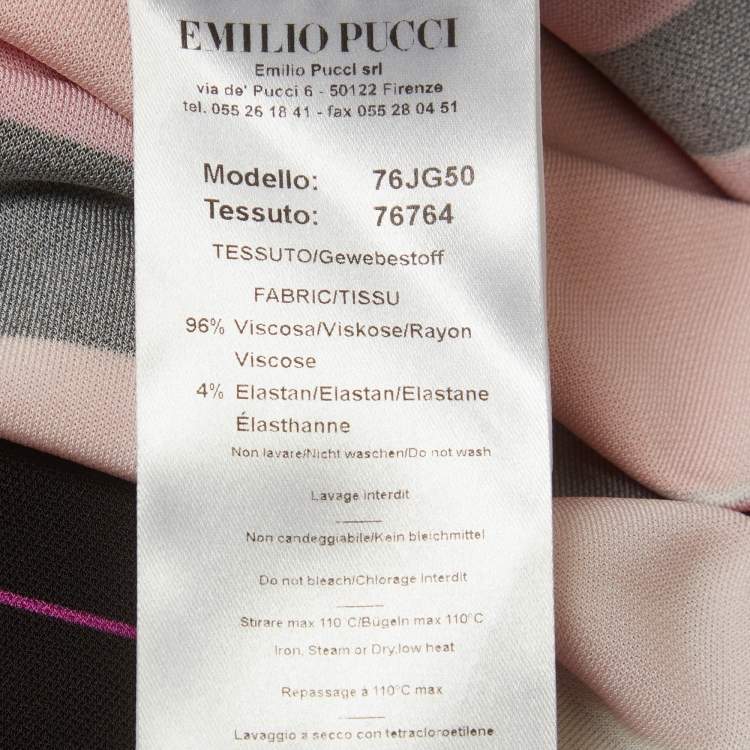 EMILIO PUCCI
Emilio Pucci srl
via de' Pucci 6 - 50122 Firenze
tel. 055 26 18 41 - fax 055 28 04 51
Modello: 76JG50
Tessuto: 76764
TESSUTO/Gewebestoff
FABRIC/TISSU
96% Viscosa/Viskose/Rayon
Viscose
4% Elastan/Elastan/Elastane
Élasthanne
Non lavare/Nicht waschen/Do not wash
Lavage interdit
Non candeggiabile/Kein bleichmittel
Do not bleach/Chlorage interdit
Stirare max 110°C/Bügeln max 110°C
Iron, Steam or Dry,low heat
Repassage à 110°C max
Lavaggio a secco con tetracloroetilene